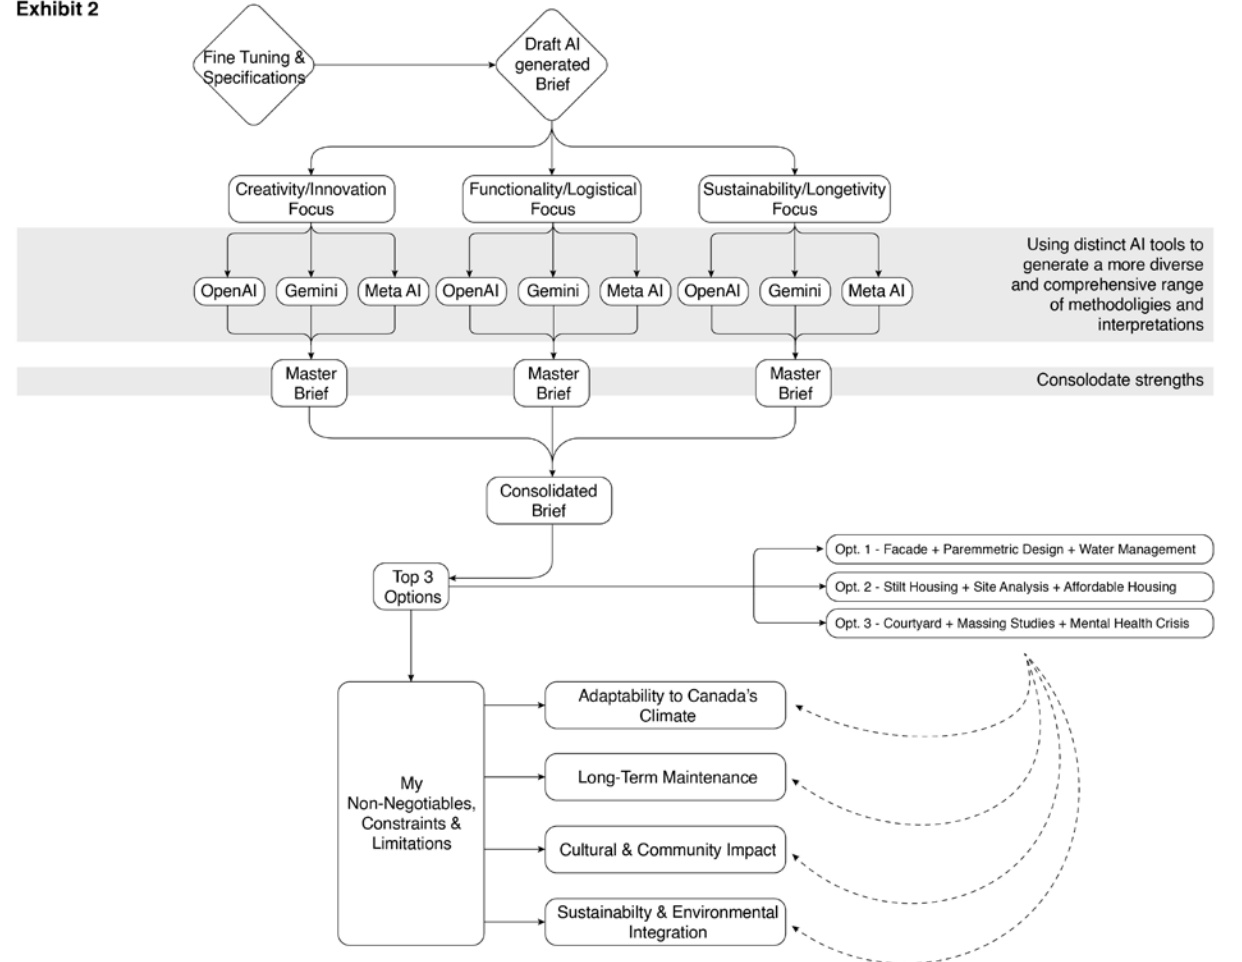 Exhibit 2
Fine Tuning &
Specifications
Draft AI
generated
Brief
Creativity/Innovation
Focus
Functionality/Logistical
Focus
Sustainability/Longetivity
Focus
OpenAI
Gemini
Meta AI
OpenAI
Gemini
Meta AI
OpenAI
Gemini
Meta AI
Using distinct AI tools to
generate a more diverse
and comprehensive range
of methodoligies and
interpretations
Master
Brief
Master
Brief
Master
Brief
Consolodate strengths
Consolidated
Brief
Top 3
Options
Opt. 1 - Facade + Paremmetric Design + Water Management
Opt. 2 - Stilt Housing + Site Analysis + Affordable Housing
Opt. 3 - Courtyard + Massing Studies + Mental Health Crisis
My
Non-Negotiables,
Constraints &
Limitations
Adaptability to Canada's
Climate
Long-Term Maintenance
Cultural & Community Impact
Sustainabilty & Environmental
Integration